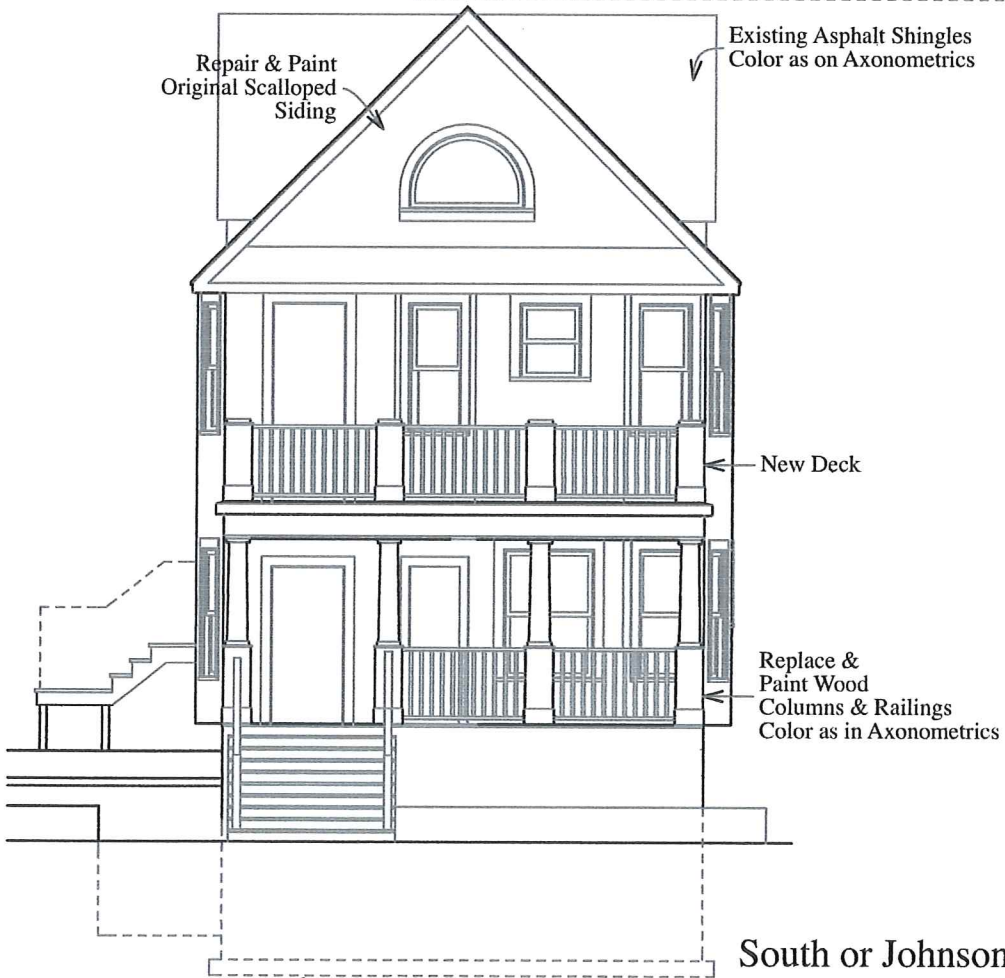 Repair & Paint
Original Scalloped
Siding
Existing Asphalt Shingles
Color as on Axonometrics
New Deck
Replace &
Paint Wood
Columns & Railings
Color as in Axonometrics
South or Johnson